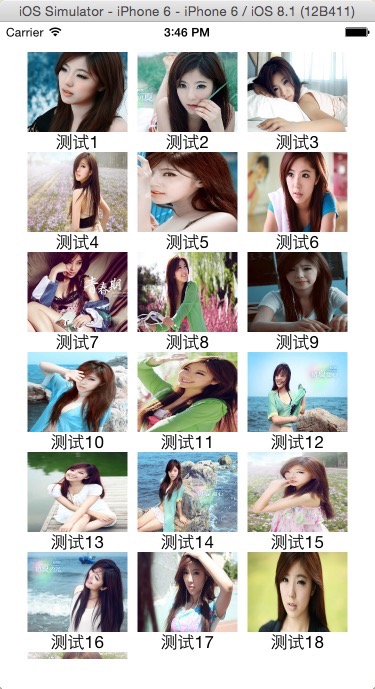 iOS Simulator - iPhone 6 - iPhone 6 / iOS 8.1 (12B411)
Carrier 3:46 PM
测试1 测试2 测试3
测试4 测试5 测试6
青春期
测试7 测试8 测试9
测试10 测试11 测试12
测试13 测试14 测试15
测试16 测试17 测试18